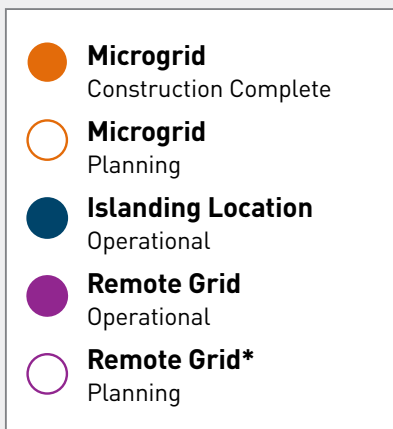 Microgrid
Construction Complete
Microgrid
Planning
Islanding Location
Operational
Remote Grid
Operational
Remote Grid*
Planning